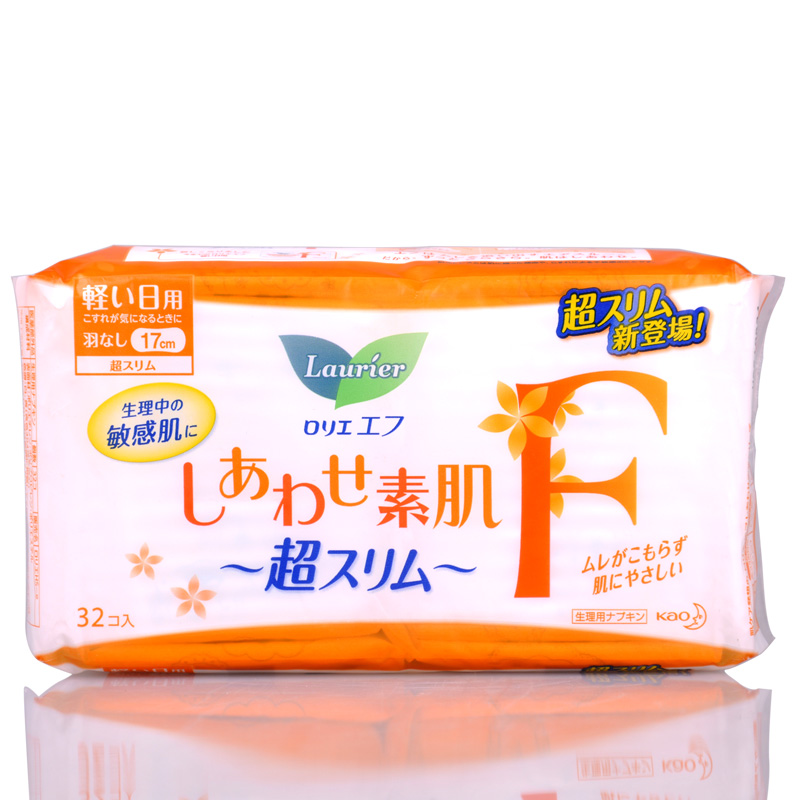 軽い日用
こすれが気になるときに
羽なし 17cm
超スリム
超スリム
新登場!
Laurier
ロリエ エフ
生理中の
敏感肌に
しあわせ素肌
F
~超スリム~
ムレがこもらず
肌にやさしい
32コ入
生理用ナプキン
Kao